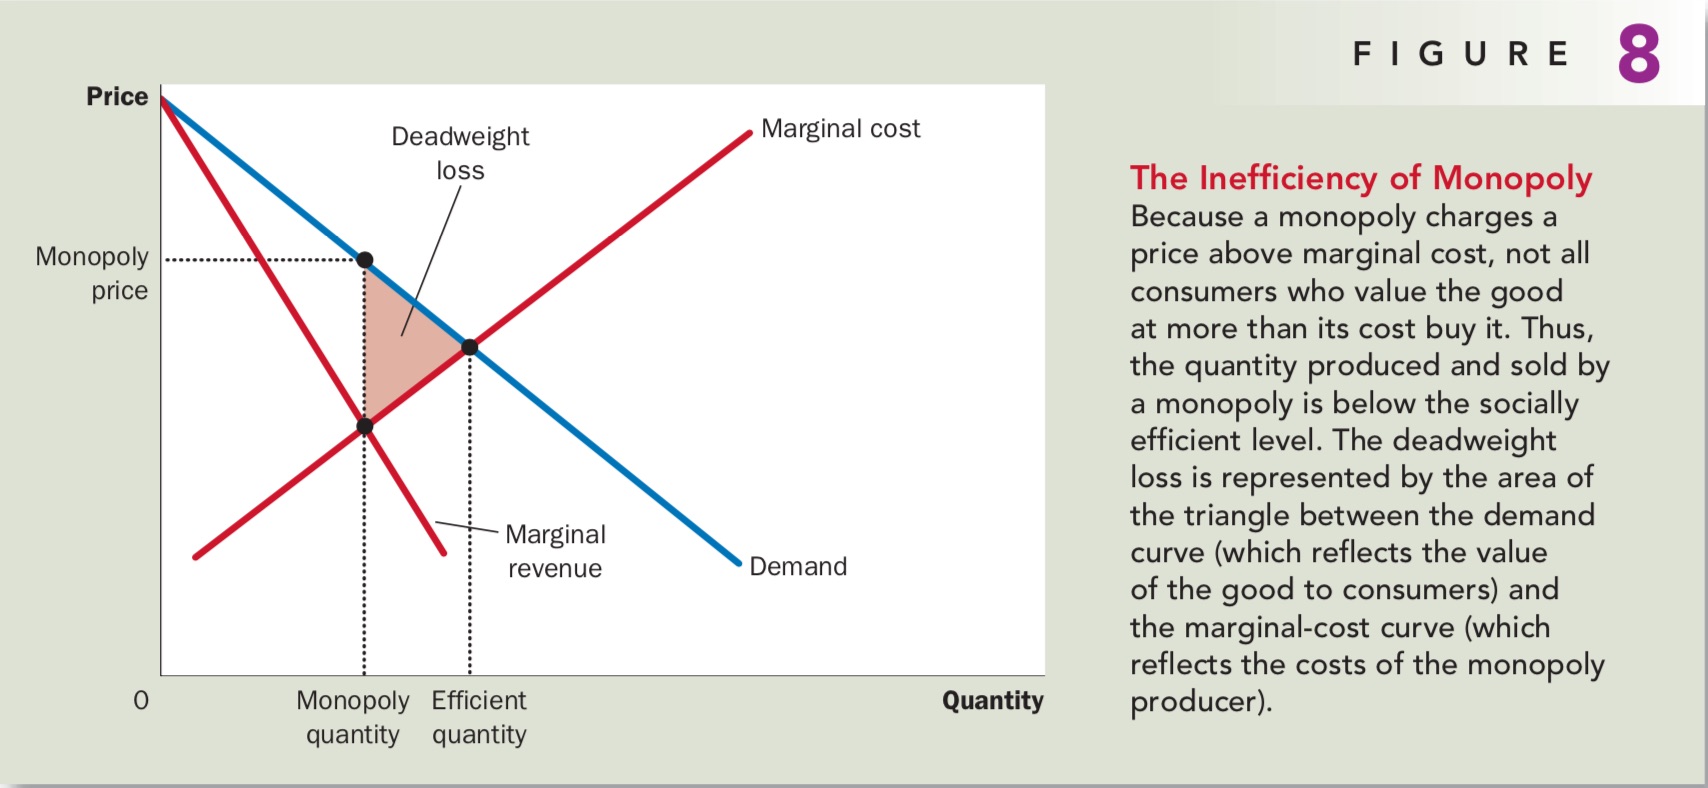 FIGURE 8
Price
Deadweight
loss
Marginal cost
Monopoly
price
Marginal
revenue
Demand
0
Monopoly
quantity
Efficient
quantity
Quantity
The Inefficiency of Monopoly
Because a monopoly charges a
price above marginal cost, not all
consumers who value the good
at more than its cost buy it. Thus,
the quantity produced and sold by
a monopoly is below the socially
efficient level. The deadweight
loss is represented by the area of
the triangle between the demand
curve (which reflects the value
of the good to consumers) and
the marginal-cost curve (which
reflects the costs of the monopoly
producer).